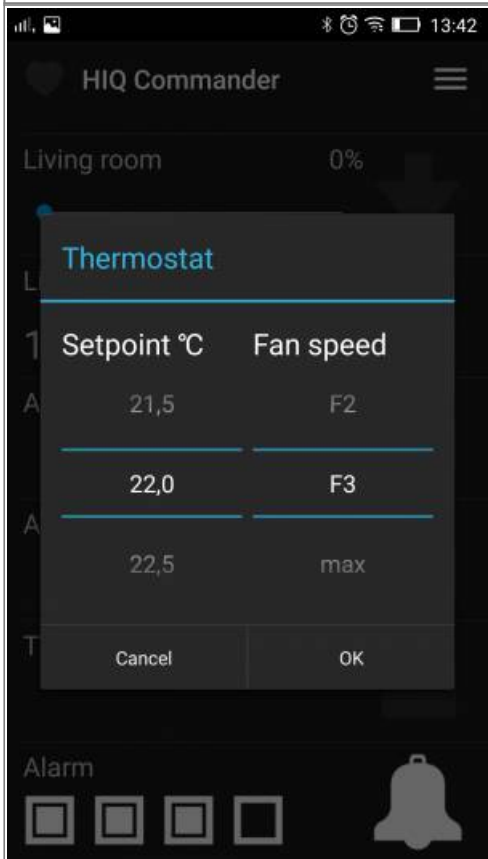 13:42
HIQ Commander
Living room 0%
Thermostat
L
1
Setpoint °C Fan speed
A
21,5 F2
22,0 F3
A
22,5 max
T
Cancel OK
Alarm